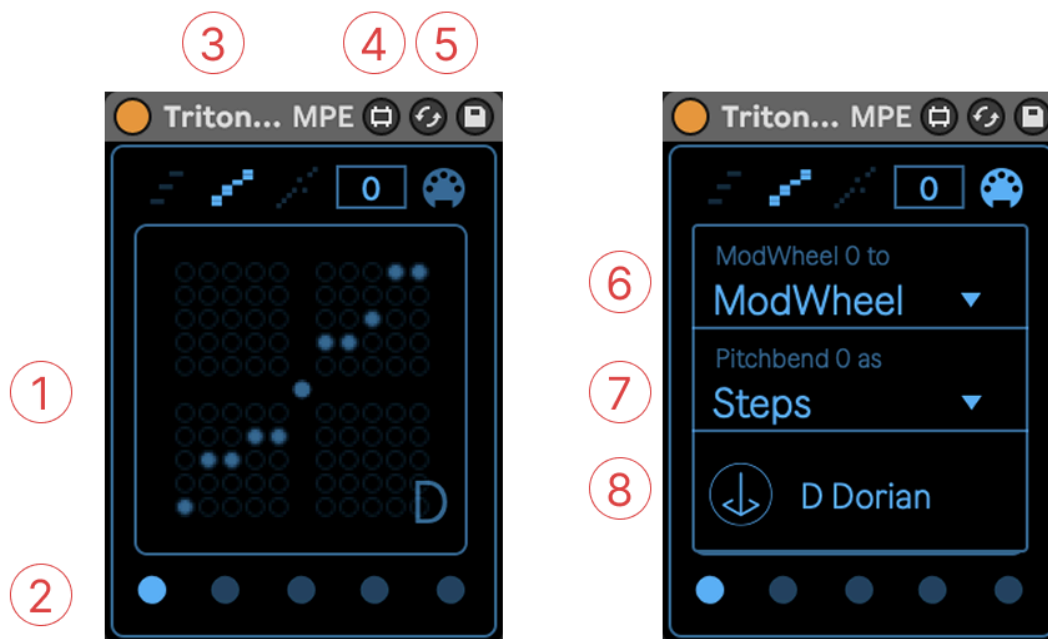 3 4 5
Triton... MPE
0
1
D
2
Triton... MPE
0
6
ModWheel 0 to
ModWheel
7
Pitchbend 0 as
Steps
8
D Dorian